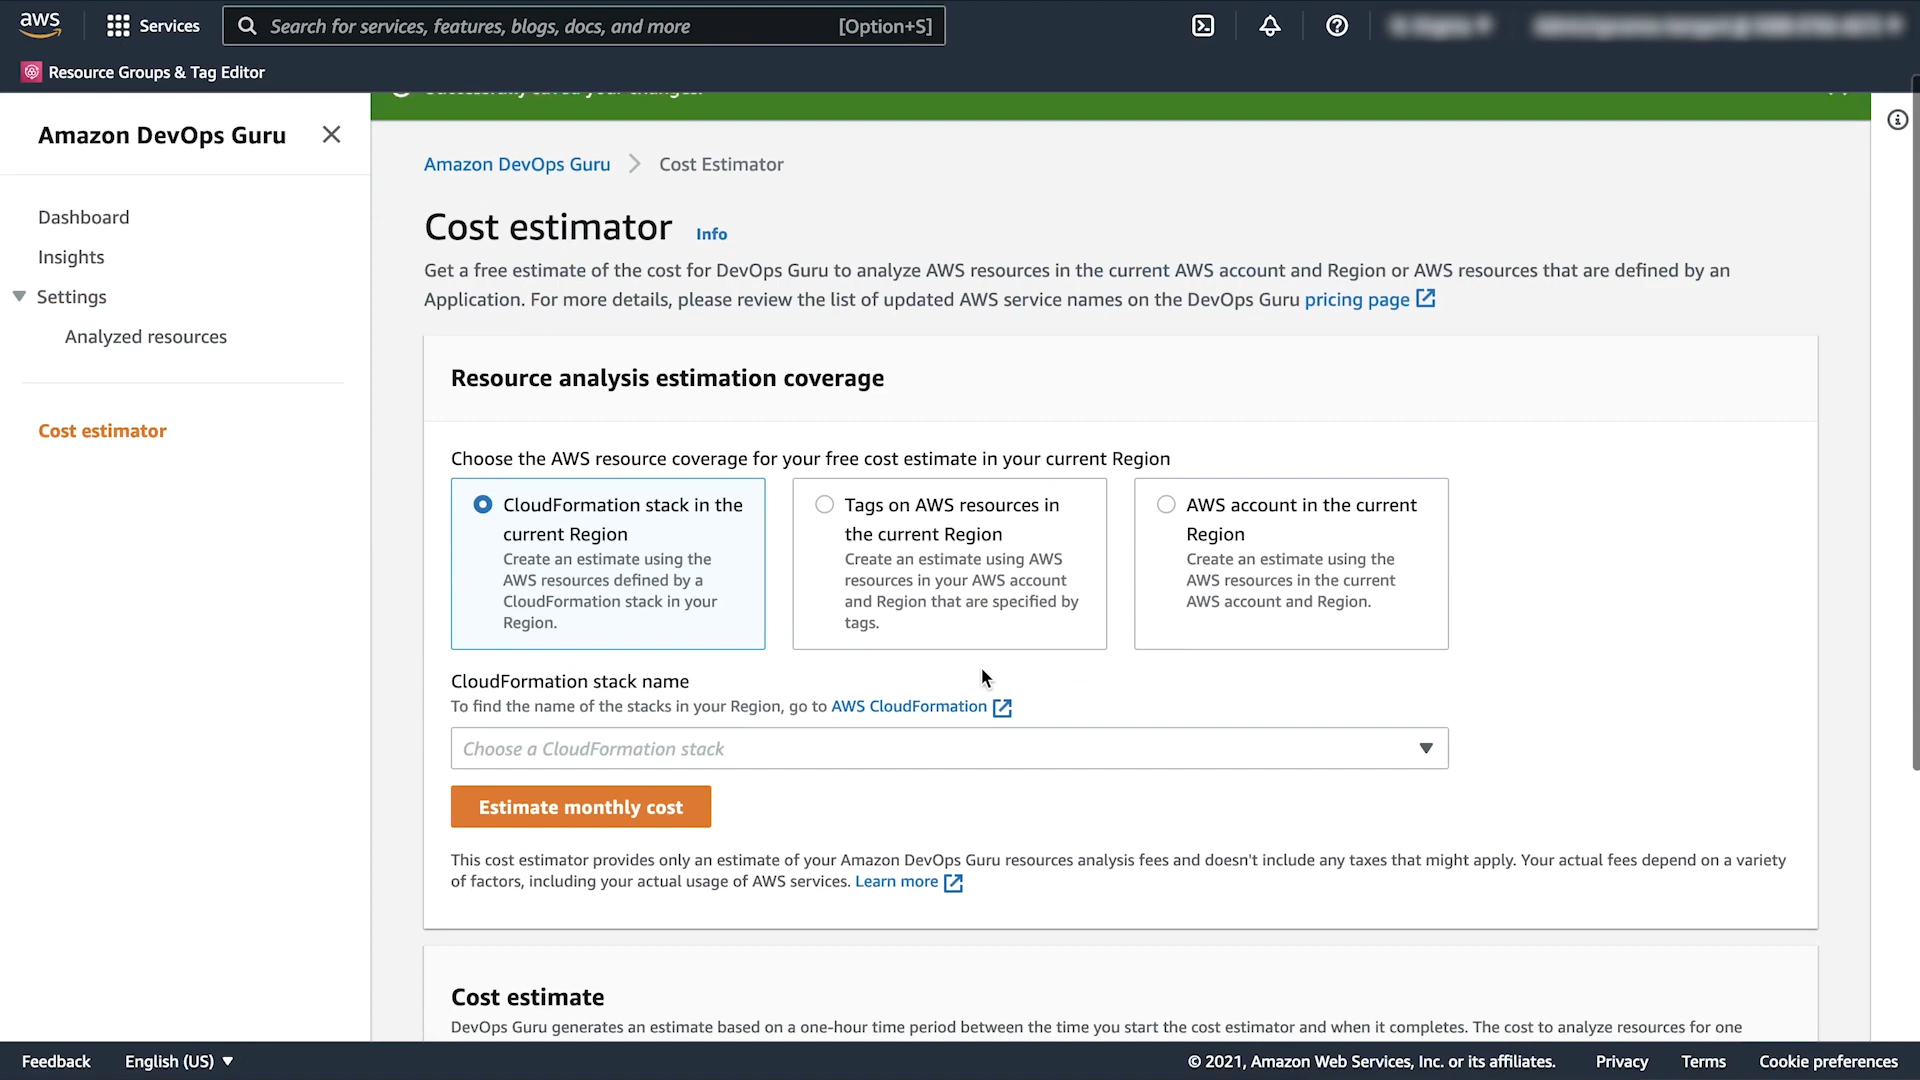 aws
Services
Search for services, features, blogs, docs, and more
[Option+S]
Resource Groups & Tag Editor
Successfully saved your changes.
Amazon DevOps Guru
Dashboard
Insights
Settings
Analyzed resources
Cost estimator
Amazon DevOps Guru
Cost Estimator
Cost estimator
Info
Get a free estimate of the cost for DevOps Guru to analyze AWS resources in the current AWS account and Region or AWS resources that are defined by an
Application. For more details, please review the list of updated AWS service names on the DevOps Guru pricing page
Resource analysis estimation coverage
Choose the AWS resource coverage for your free cost estimate in your current Region
CloudFormation stack in the
current Region
Create an estimate using the
AWS resources defined by a
CloudFormation stack in your
Region.
Tags on AWS resources in
the current Region
Create an estimate using AWS
resources in your AWS account
and Region that are specified by
tags.
AWS account in the current
Region
Create an estimate using the
AWS resources in the current
AWS account and Region.
CloudFormation stack name
To find the name of the stacks in your Region, go to AWS CloudFormation
Choose a CloudFormation stack
Estimate monthly cost
This cost estimator provides only an estimate of your Amazon DevOps Guru resources analysis fees and doesn't include any taxes that might apply. Your actual fees depend on a variety
of factors, including your actual usage of AWS services. Learn more
Cost estimate
DevOps Guru generates an estimate based on a one-hour time period between the time you start the cost estimator and when it completes. The cost to analyze resources for one
Feedback
English (US)
© 2021, Amazon Web Services, Inc. or its affiliates.
Privacy
Terms
Cookie preferences